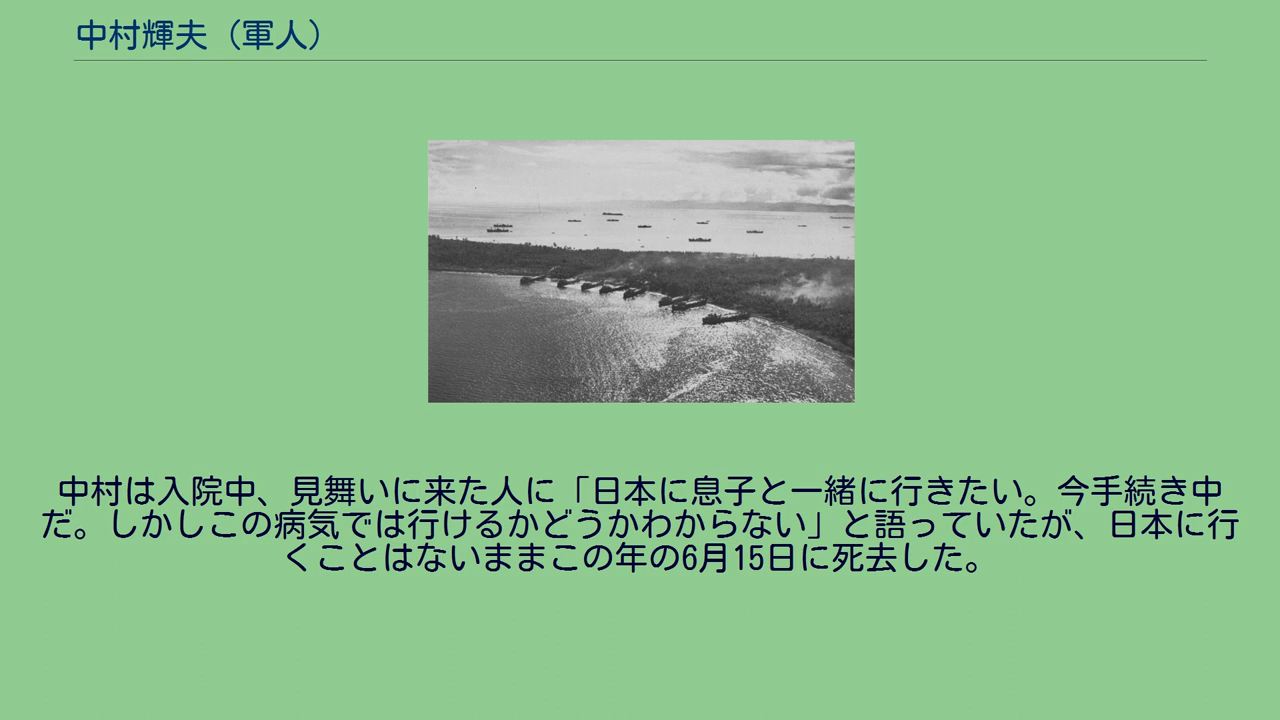 中村輝夫（軍人）
中村は入院中、見舞いに来た人に「日本に息子と一緒に行きたい。今手続き中
だ。しかしこの病気では行けるかどうかわからない」と語っていたが、日本に行
くことはないままこの年の6月15日に死去した。